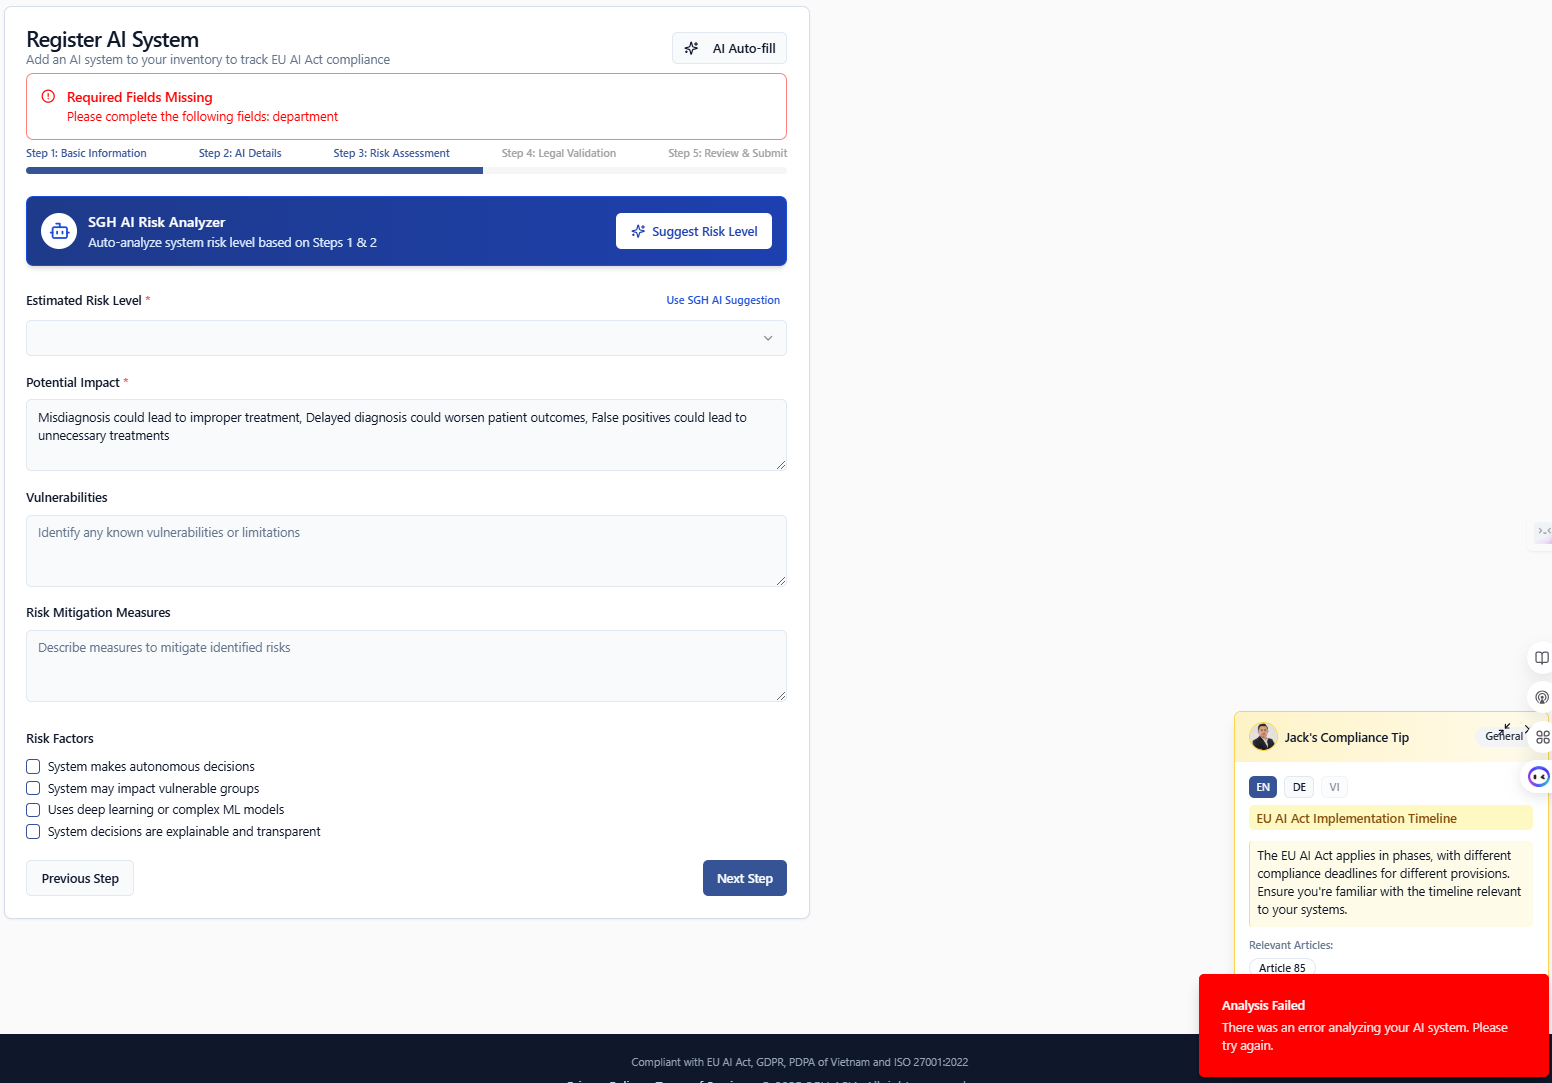 Register AI System
Add an AI system to your inventory to track EU AI Act compliance
AI Auto-fill
Required Fields Missing
Please complete the following fields: department
Step 1: Basic Information
Step 2: AI Details
Step 3: Risk Assessment
Step 4: Legal Validation
Step 5: Review & Submit
SGH AI Risk Analyzer
Auto-analyze system risk level based on Steps 1 & 2
Suggest Risk Level
Estimated Risk Level *
Use SGH AI Suggestion
Potential Impact *
Misdiagnosis could lead to improper treatment, Delayed diagnosis could worsen patient outcomes, False positives could lead to
unnecessary treatments
Vulnerabilities
Identify any known vulnerabilities or limitations
Risk Mitigation Measures
Describe measures to mitigate identified risks
Risk Factors
System makes autonomous decisions
System may impact vulnerable groups
Uses deep learning or complex ML models
System decisions are explainable and transparent
Previous Step
Next Step
Jack's Compliance Tip
General
EN
DE
VI
EU AI Act Implementation Timeline
The EU AI Act applies in phases, with different
compliance deadlines for different provisions.
Ensure you're familiar with the timeline relevant
to your systems.
Relevant Articles:
Article 85
Analysis Failed
There was an error analyzing your AI system. Please
try again.
Compliant with EU AI Act, GDPR, PDPA of Vietnam and ISO 27001:2022